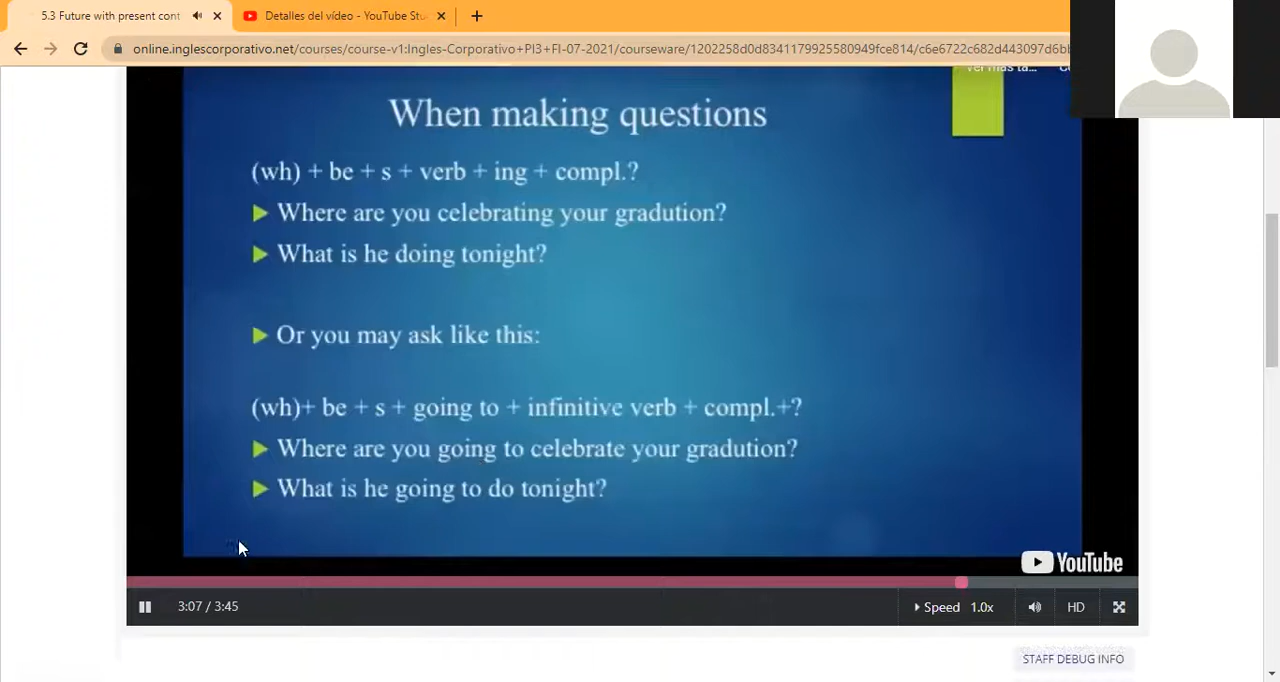 5.3 Future with present cont
Detalles del vídeo - YouTube Stu
online.inglescorporativo.net/courses/course-v1:Ingles-Corporativo+PI3+FI-07-2021/courseware/1202258d0d8341179925580949fce814/c6e6722c682d443097d6bb
Ver más ta...
When making questions
(wh) + be + s + verb + ing + compl.?
Where are you celebrating your gradution?
What is he doing tonight?
Or you may ask like this:
(wh)+ be + s + going to + infinitive verb + compl.+?
Where are you going to celebrate your gradution?
What is he going to do tonight?
YouTube
3:07 / 3:45
Speed 1.0x
HD
STAFF DEBUG INFO